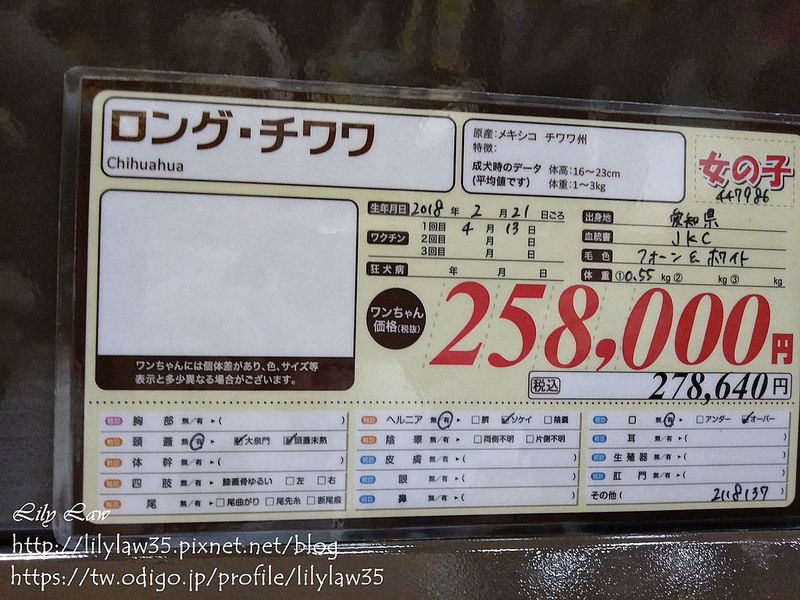 ロング・チワワ
Chihuahua
原産:メキシコ チワワ州
特徴:
成犬時のデータ 体高:16〜23cm
(平均値です) 体重:1〜3kg
女の子
447986
生年月日 2018年 2月 21日ごろ
ワクチン
1回目 4月 13日
2回目 月 日
3回目 月 日
狂犬病 年 月 日
出身地 愛知県
血統書 JKC
毛色 フォーン&ホワイト
体重 ①0.55kg ② kg ③ kg
ワンちゃん
価格(税抜)
258,000円
税込 278,640円
ワンちゃんには個体差があり、色、サイズ等
表示と多少異なる場合がございます。
胸部 無/有 ▸(
頭蓋 無/有 ▸ ☑大泉門 ☑頭蓋未熟
体幹 無/有 ▸( )
四肢 無/有 ▸ 膝蓋骨ゆるい □左 □右
尾 無/有 ▸ □尾曲がり □尾先糸 □断尾痕
ヘルニア 無/有 ▸ □臍 ☑ソケイ □陰嚢
陰睾 無/有 ▸ □両側不明 □片側不明
皮膚 無/有 ▸( )
眼 無/有 ▸( )
鼻 無/有 ▸( )
口 無/有 ▸ □アンダー ☑オーバー
耳 無/有 ▸( )
生殖器 無/有 ▸( )
肛門 無/有 ▸( )
その他( 2118137 )
Lily Law
http://lilylaw35.pixnet.net/blog
https://tw.odigo.jp/profile/lilylaw35